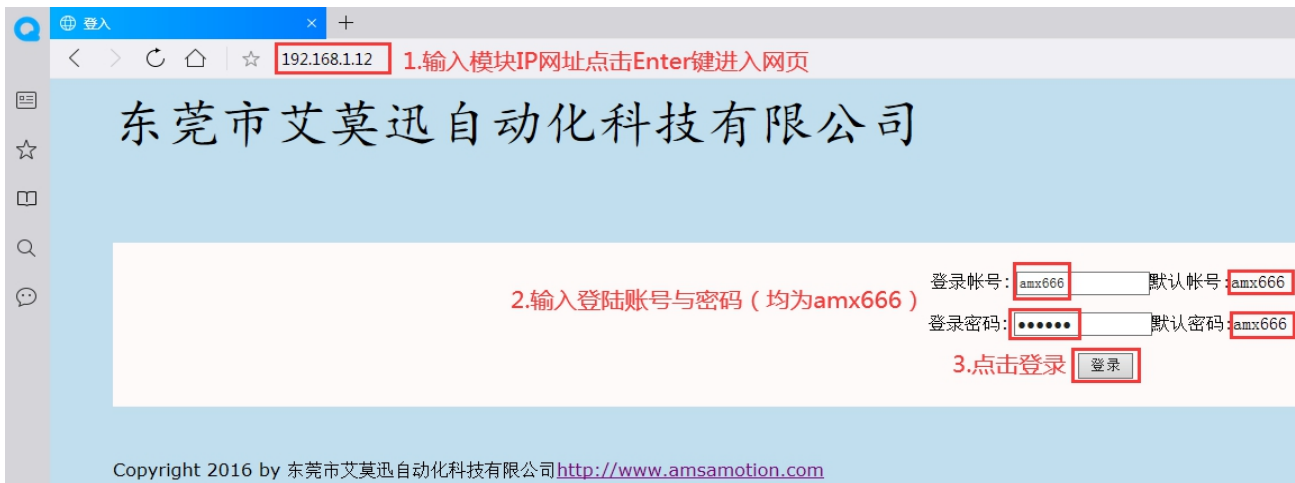 登入
192.168.1.12 1.输入模块IP网址点击Enter键进入网页
东莞市艾莫迅自动化科技有限公司
登录帐号: amx666 默认帐号:amx666
2.输入登陆账号与密码（均为amx666）
登录密码: •••••• 默认密码:amx666
3.点击登录 登录
Copyright 2016 by 东莞市艾莫迅自动化科技有限公司http://www.amsamotion.com